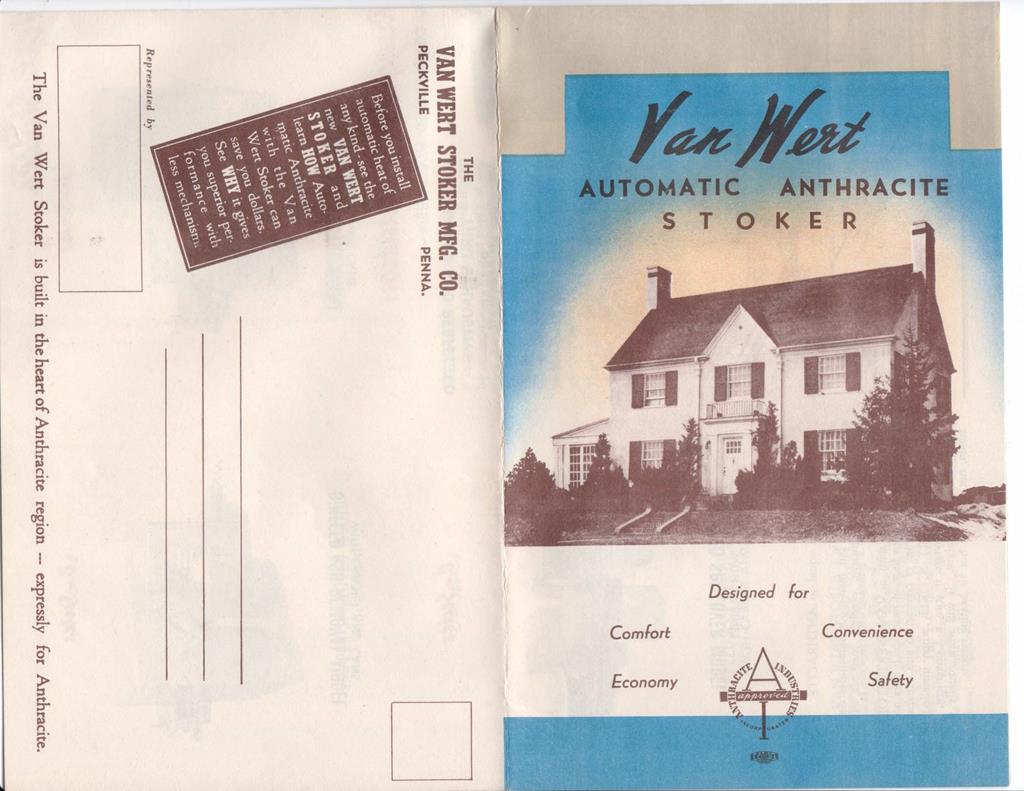 THE
VAN WERT STOKER MFG. CO.
PECKVILLE PENNA.
Before you install
automatic heat of
any kind - see the
new VAN WERT
STOKER and
learn HOW Auto-
matic Anthracite
with the Van
Wert Stoker can
save you dollars.
See WHY it gives
you superior per-
formance with
less mechanism.
Represented by
The Van Wert Stoker is built in the heart of Anthracite region --- expressly for Anthracite.
Van Wert
AUTOMATIC ANTHRACITE
STOKER
Designed for
Comfort Convenience
Economy Safety
ANTHRACITE INDUSTRIES
approved
INCORPORATED